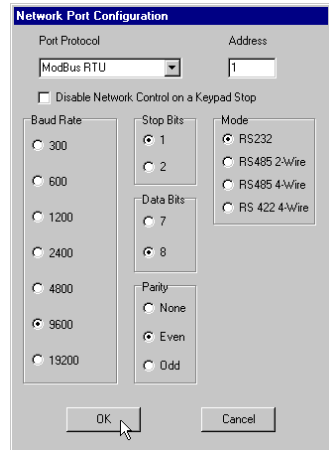 Network Port Configuration
Port Protocol
Address
ModBus RTU
1
Disable Network Control on a Keypad Stop
Baud Rate
300
600
1200
2400
4800
9600
19200
Stop Bits
1
2
Data Bits
7
8
Parity
None
Even
Odd
Mode
RS232
RS485 2-Wire
RS485 4-Wire
RS 422 4-Wire
OK
Cancel